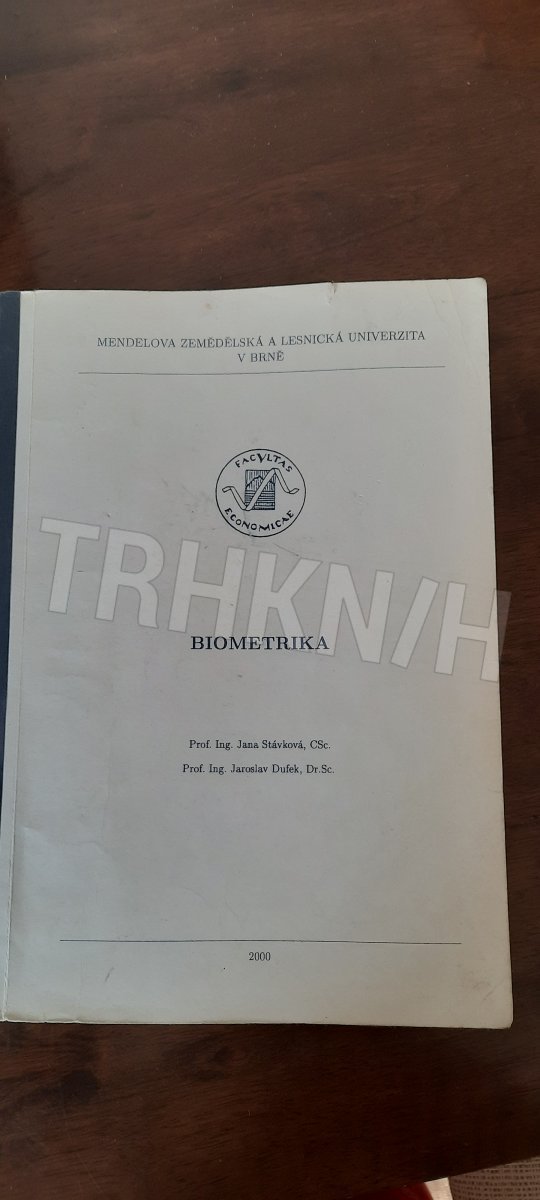 MENDELOVA ZEMĚDĚLSKÁ A LESNICKÁ UNIVERZITA
V BRNĚ
FACVLTAS
ECONOMICAE
TRHKN/H
BIOMETRIKA
Prof. Ing. Jana Stávková, CSc.
Prof. Ing. Jaroslav Dufek, Dr.Sc.
2000